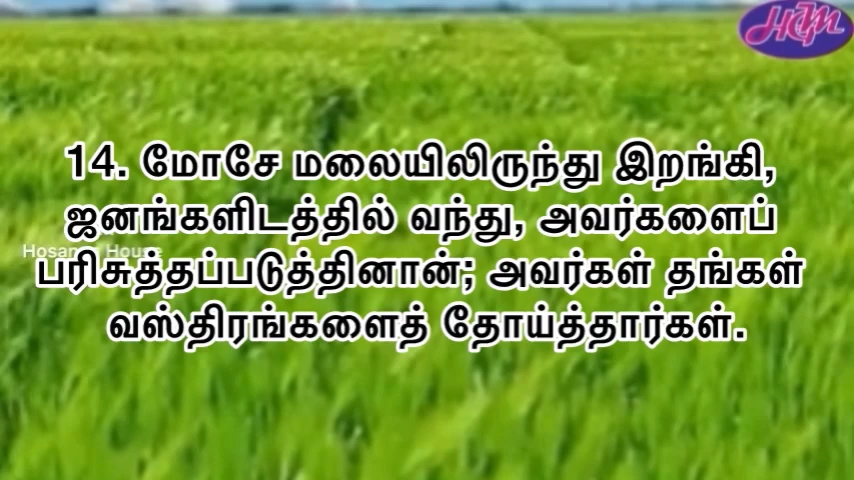 HCM
14. மோசே மலையிலிருந்து இறங்கி,
ஜனங்களிடத்தில் வந்து, அவர்களைப்
Hosanna House
பரிசுத்தப்படுத்தினான்; அவர்கள் தங்கள்
வஸ்திரங்களைத் தோய்த்தார்கள்.